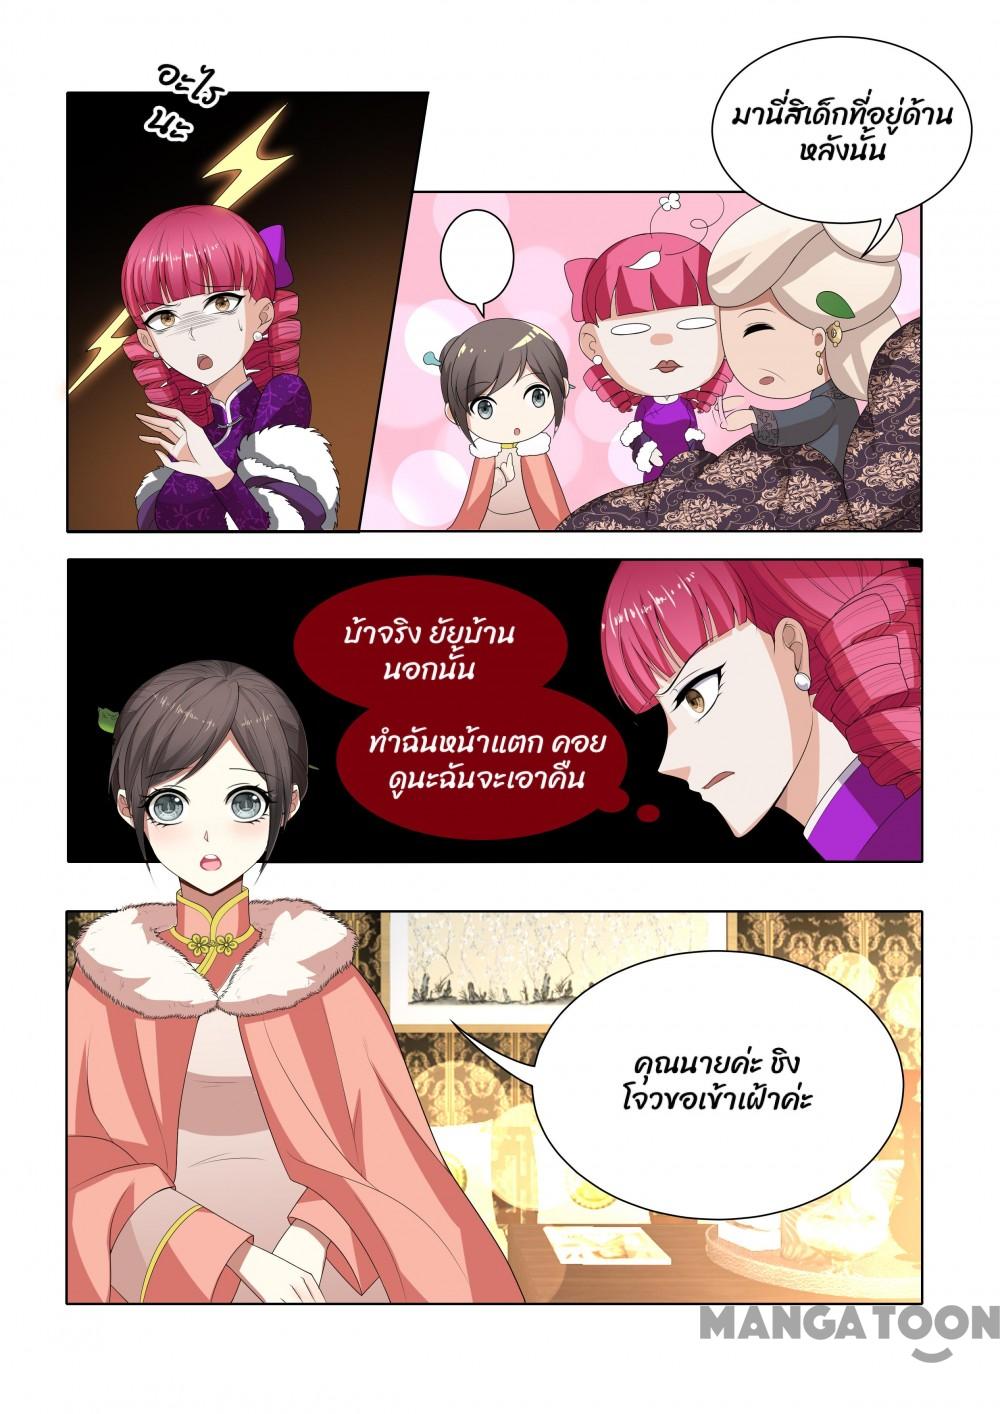 อะไร
นะ
มานี่สิเด็กที่อยู่ด้าน
หลังนั้น
บ้าจริง ยัยบ้าน
นอกนั้น
ทำฉันหน้าแตก คอย
ดูนะฉันจะเอาคืน
คุณนายค่ะ ชิง
โจวขอเข้าเฝ้าค่ะ
MANGATOON